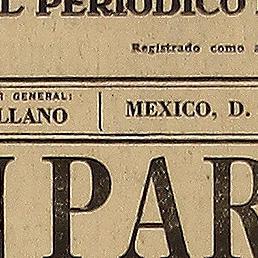 L PERIODICO
Registrado como a
R GENERAL:
LLANO
MEXICO, D.
PAR